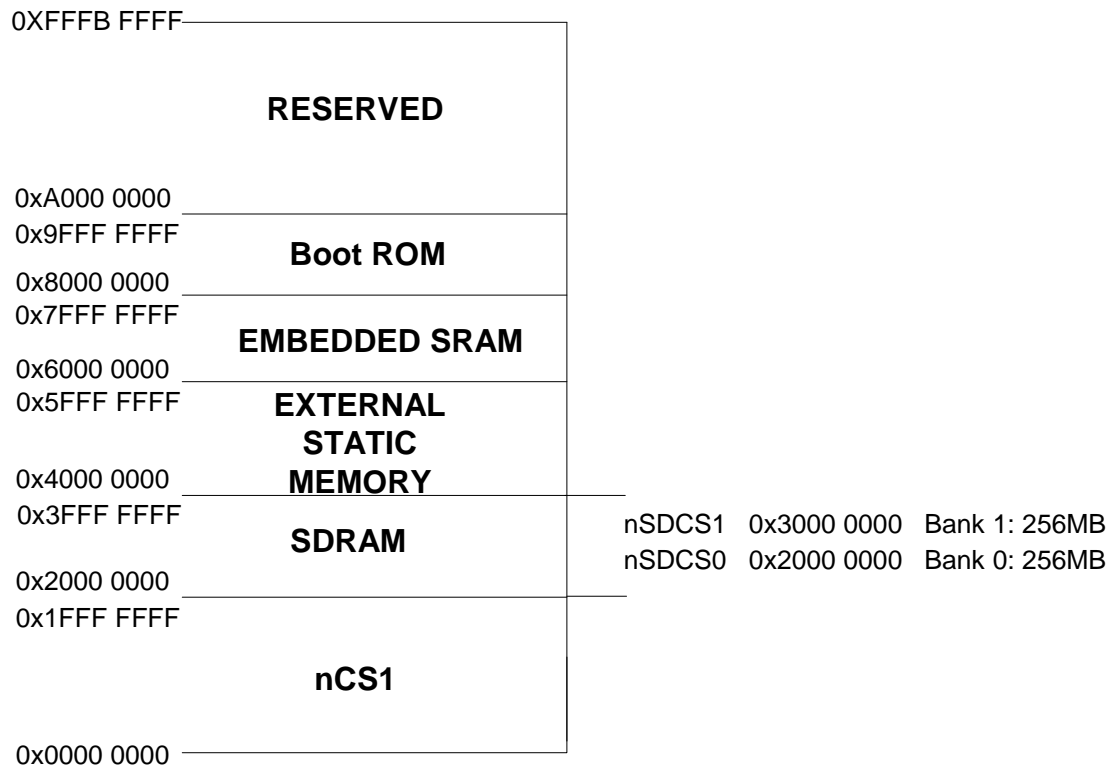 0XFFFB FFFF
RESERVED
0xA000 0000
0x9FFF FFFF
Boot ROM
0x8000 0000
0x7FFF FFFF
EMBEDDED SRAM
0x6000 0000
0x5FFF FFFF
EXTERNAL
STATIC
MEMORY
0x4000 0000
0x3FFF FFFF
SDRAM
nSDCS1 0x3000 0000 Bank 1: 256MB
nSDCS0 0x2000 0000 Bank 0: 256MB
0x2000 0000
0x1FFF FFFF
nCS1
0x0000 0000